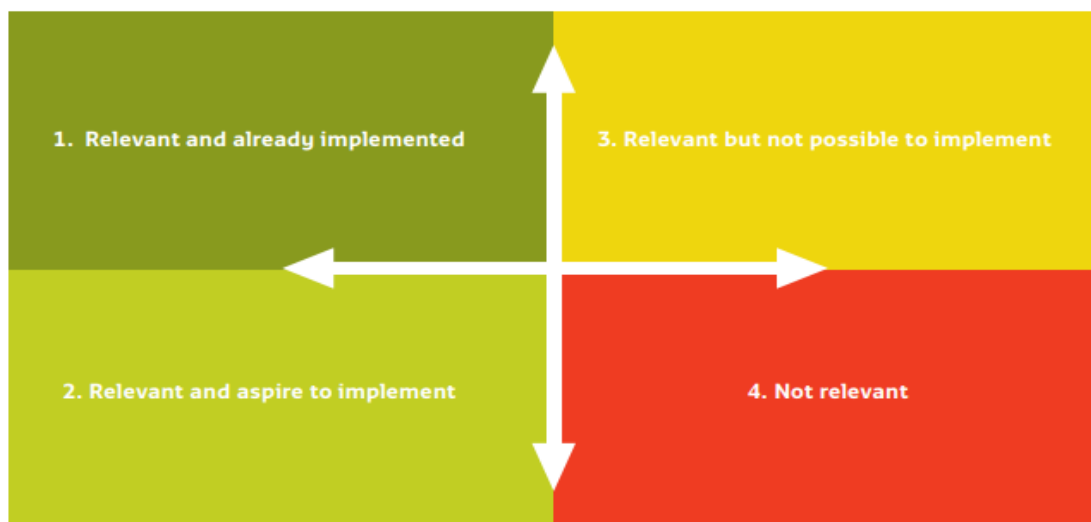 1. Relevant and already implemented
3. Relevant but not possible to implement
2. Relevant and aspire to implement
4. Not relevant